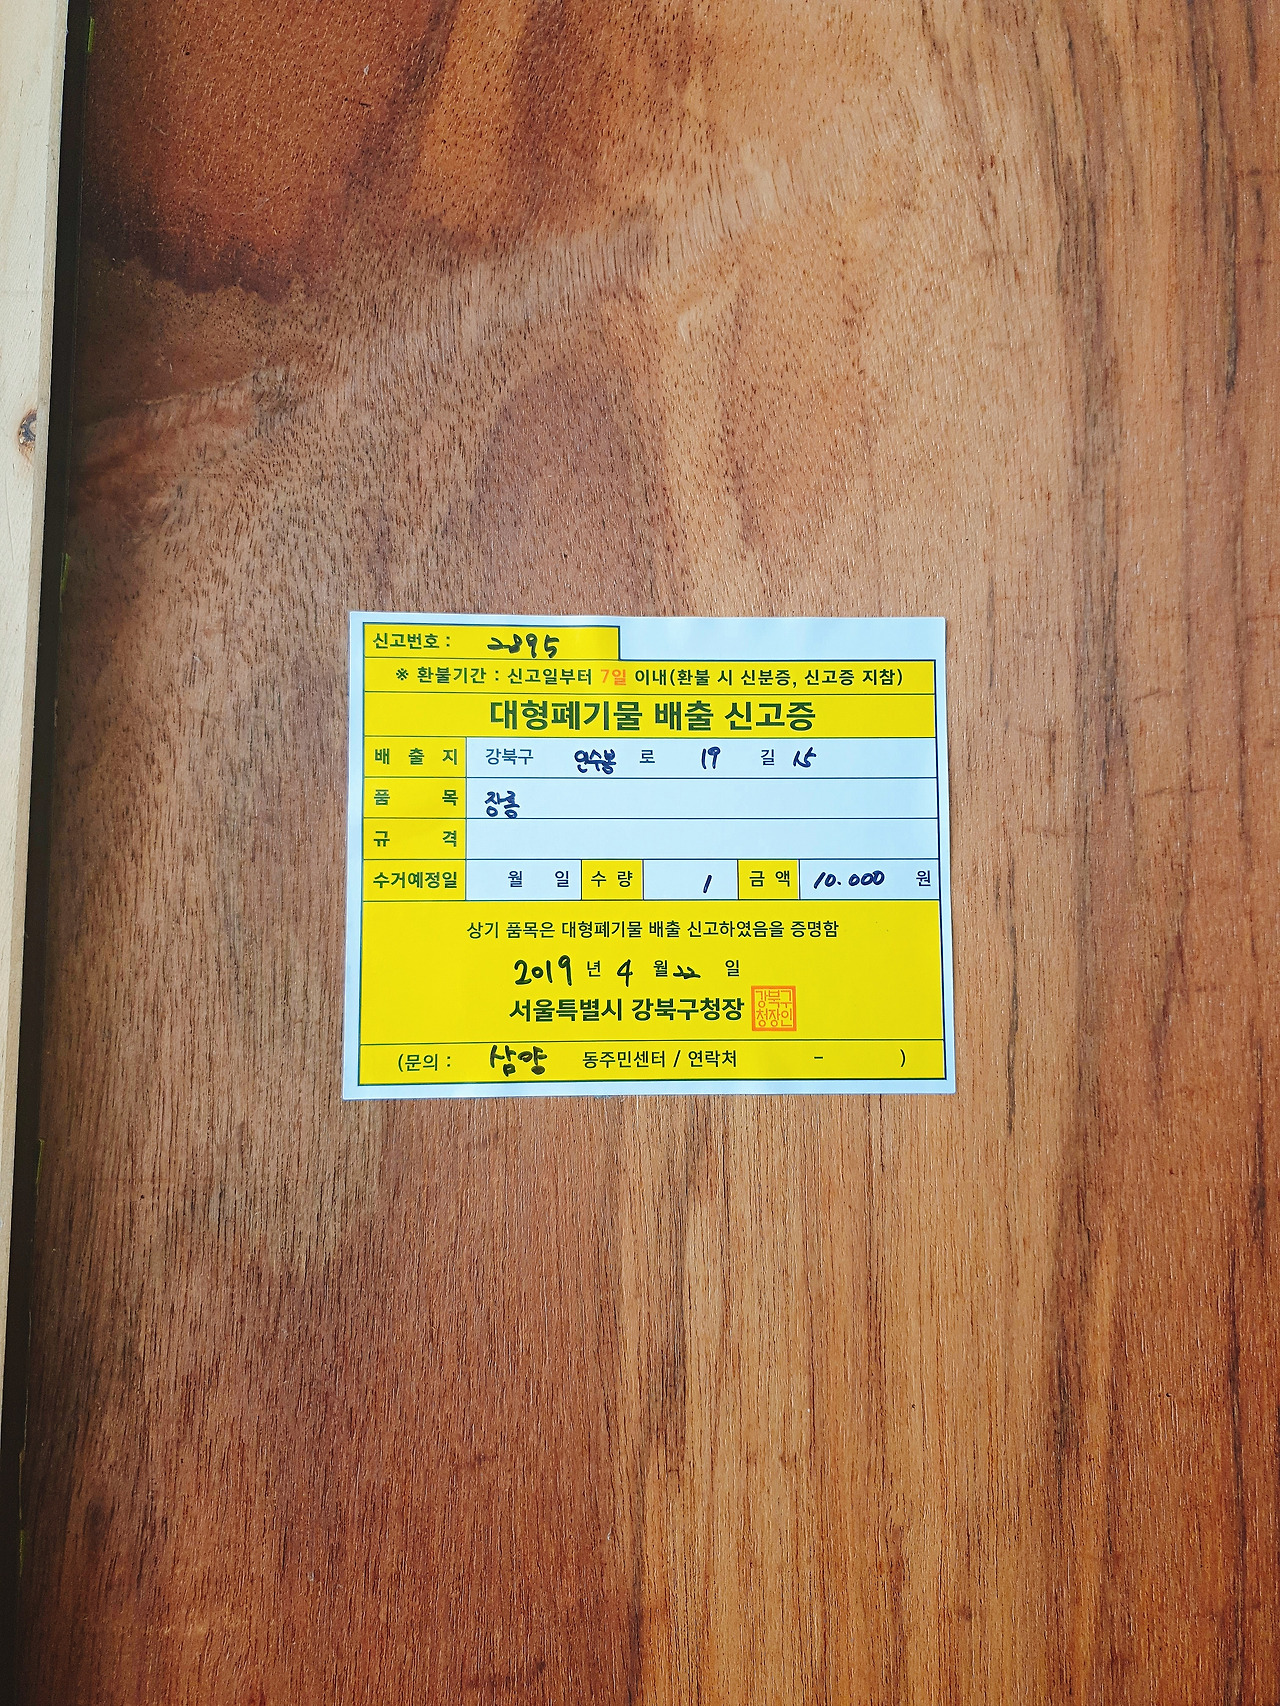 신고번호 : 2895
※ 환불기간 : 신고일부터 7일 이내(환불 시 신분증, 신고증 지참)
대형폐기물 배출 신고증
배 출 지 강북구 인수봉 로 19 길 15
품 목 장롱
규 격
수거예정일 월 일 수 량 1 금 액 10.000 원
상기 품목은 대형폐기물 배출 신고하였음을 증명함
2019 년 4 월 22 일
서울특별시 강북구청장 강북구청장인
(문의 : 삼양 동주민센터 / 연락처 - )